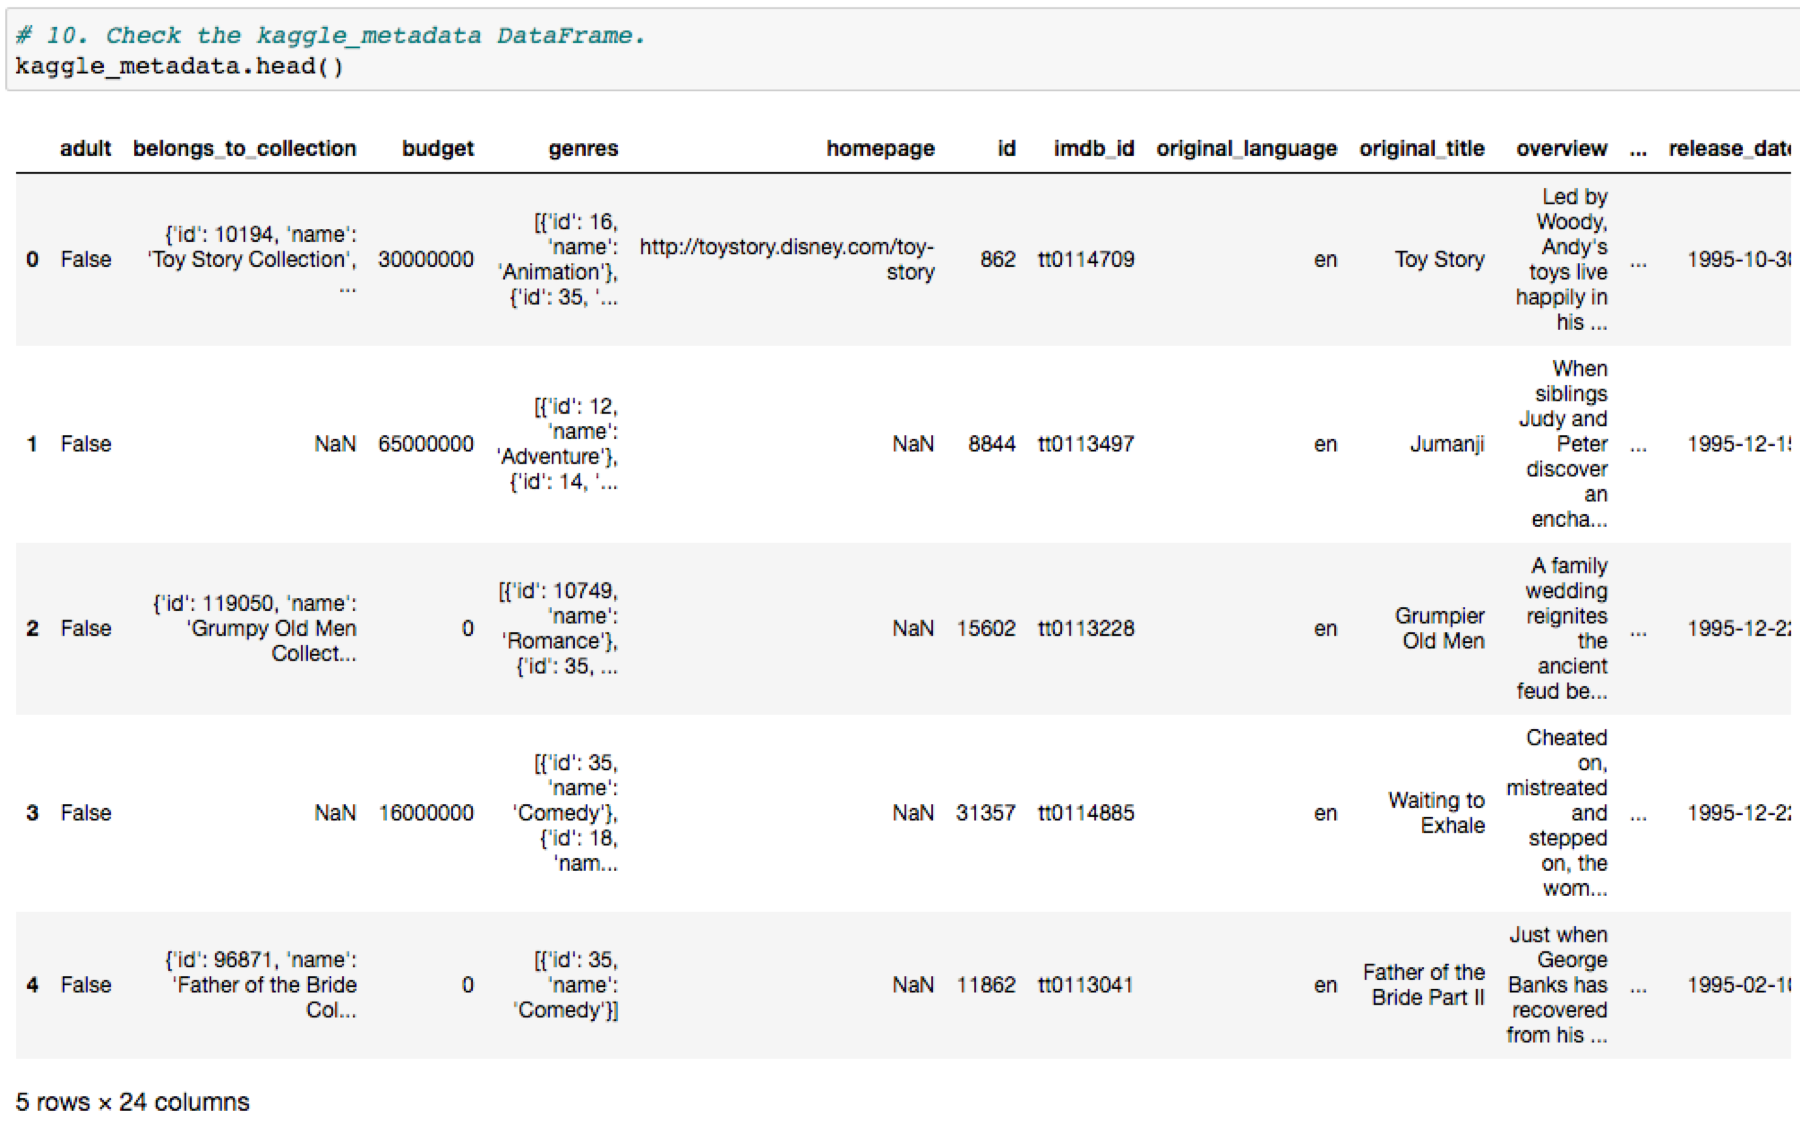 # 10. Check the kaggle_metadata DataFrame.
kaggle_metadata.head()
adult belongs_to_collection budget genres homepage id imdb_id original_language original_title overview ... release_date
0 False {'id': 10194, 'name': 'Toy Story Collection', ... 30000000 [{'id': 16, 'name': 'Animation'}, {'id': 35, '... http://toystory.disney.com/toy-story 862 tt0114709 en Toy Story Led by Woody, Andy's toys live happily in his ... ... 1995-10-30
1 False NaN 65000000 [{'id': 12, 'name': 'Adventure'}, {'id': 14, '... NaN 8844 tt0113497 en Jumanji When siblings Judy and Peter discover an encha... ... 1995-12-15
2 False {'id': 119050, 'name': 'Grumpy Old Men Collect... 0 [{'id': 10749, 'name': 'Romance'}, {'id': 35, ... NaN 15602 tt0113228 en Grumpier Old Men A family wedding reignites the ancient feud be... ... 1995-12-22
3 False NaN 16000000 [{'id': 35, 'name': 'Comedy'}, {'id': 18, 'nam... NaN 31357 tt0114885 en Waiting to Exhale Cheated on, mistreated and stepped on, the wom... ... 1995-12-22
4 False {'id': 96871, 'name': 'Father of the Bride Col... 0 [{'id': 35, 'name': 'Comedy'}] NaN 11862 tt0113041 en Father of the Bride Part II Just when George Banks has recovered from his ... ... 1995-02-10
5 rows × 24 columns